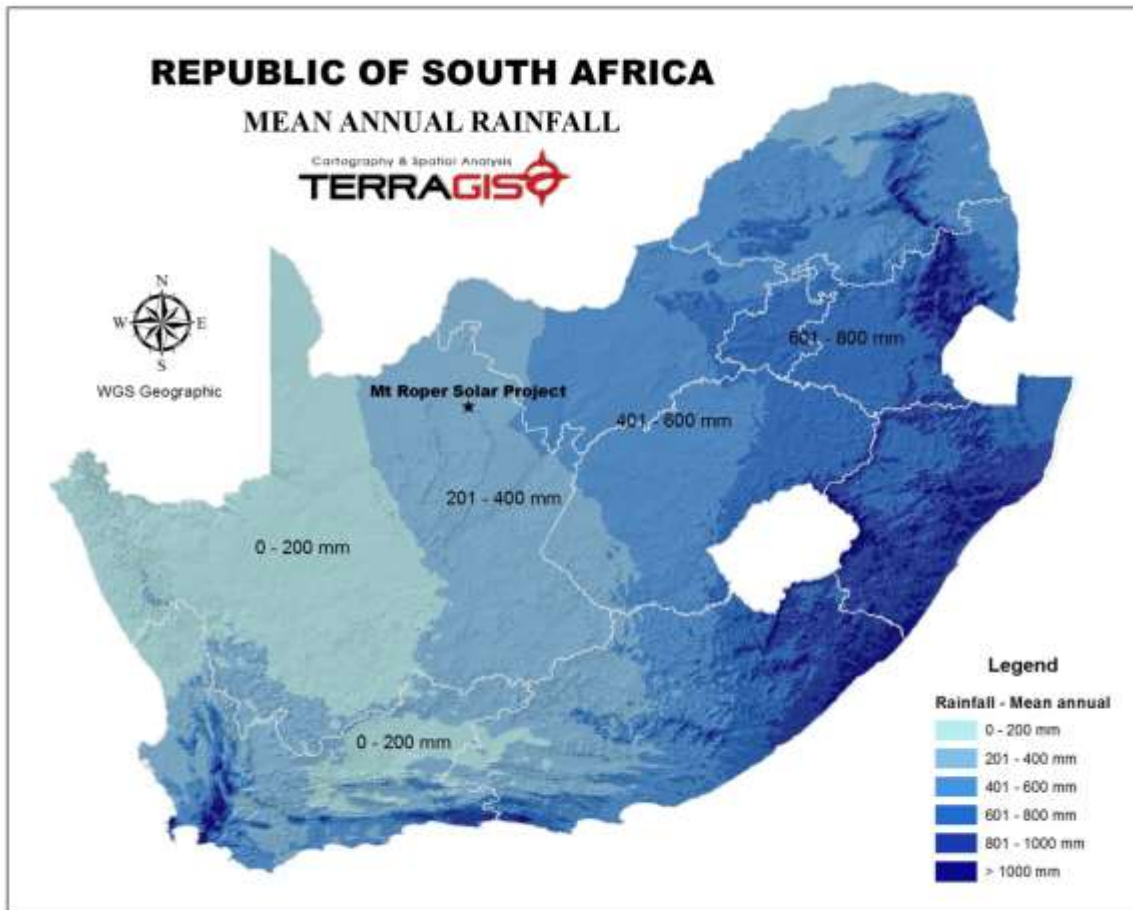 REPUBLIC OF SOUTH AFRICA
MEAN ANNUAL RAINFALL
Cartography & Spatial Analysis
TERRAGIS
N
W E
S
WGS Geographic
601 - 800 mm
Mt Roper Solar Project
401 - 600 mm
201 - 400 mm
0 - 200 mm
0 - 200 mm
Legend
Rainfall - Mean annual
0 - 200 mm
201 - 400 mm
401 - 600 mm
601 - 800 mm
801 - 1000 mm
> 1000 mm